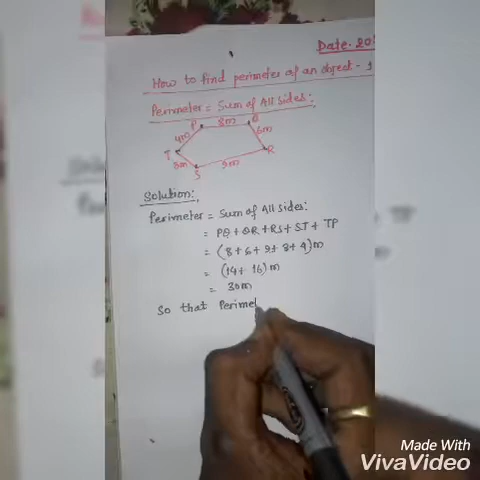 Date. 20
How to find perimeter of an object - 1
Perimeter = Sum of All sides:
P 8m Q
4m 6m
T R
3m 9m
S
Solution:
Perimeter = Sum of All sides:
= PQ + QR + RS + ST + TP
= (8 + 6 + 9 + 3 + 4) m
= (14 + 16) m
= 30m
So that Perime
Made With
VivaVideo